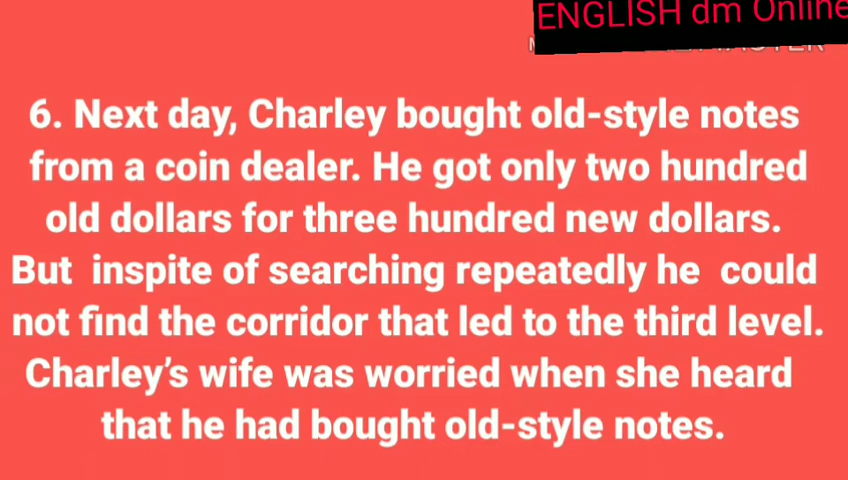 ENGLISH dm Online
6. Next day, Charley bought old-style notes
from a coin dealer. He got only two hundred
old dollars for three hundred new dollars.
But inspite of searching repeatedly he could
not find the corridor that led to the third level.
Charley's wife was worried when she heard
that he had bought old-style notes.